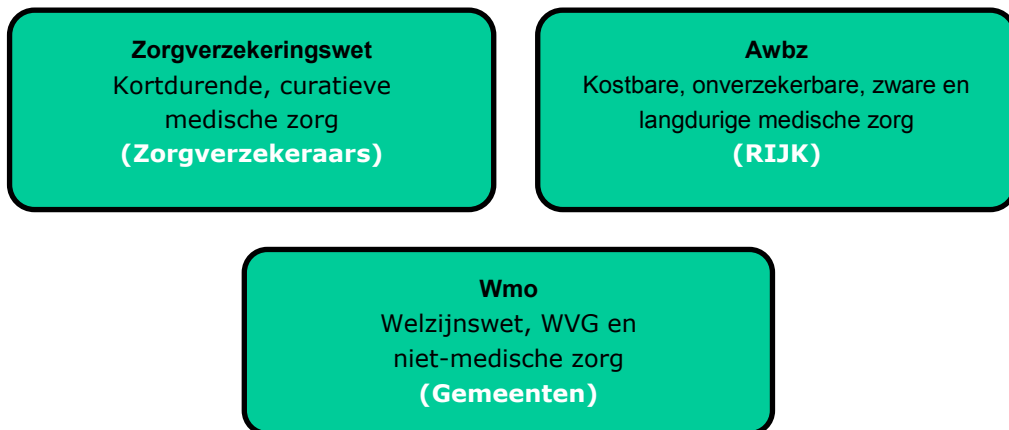 Zorgverzekeringswet
Kortdurende, curatieve
medische zorg
(Zorgverzekeraars)
Awbz
Kostbare, onverzekerbare, zware en
langdurige medische zorg
(RIJK)
Wmo
Welzijnswet, WVG en
niet-medische zorg
(Gemeenten)